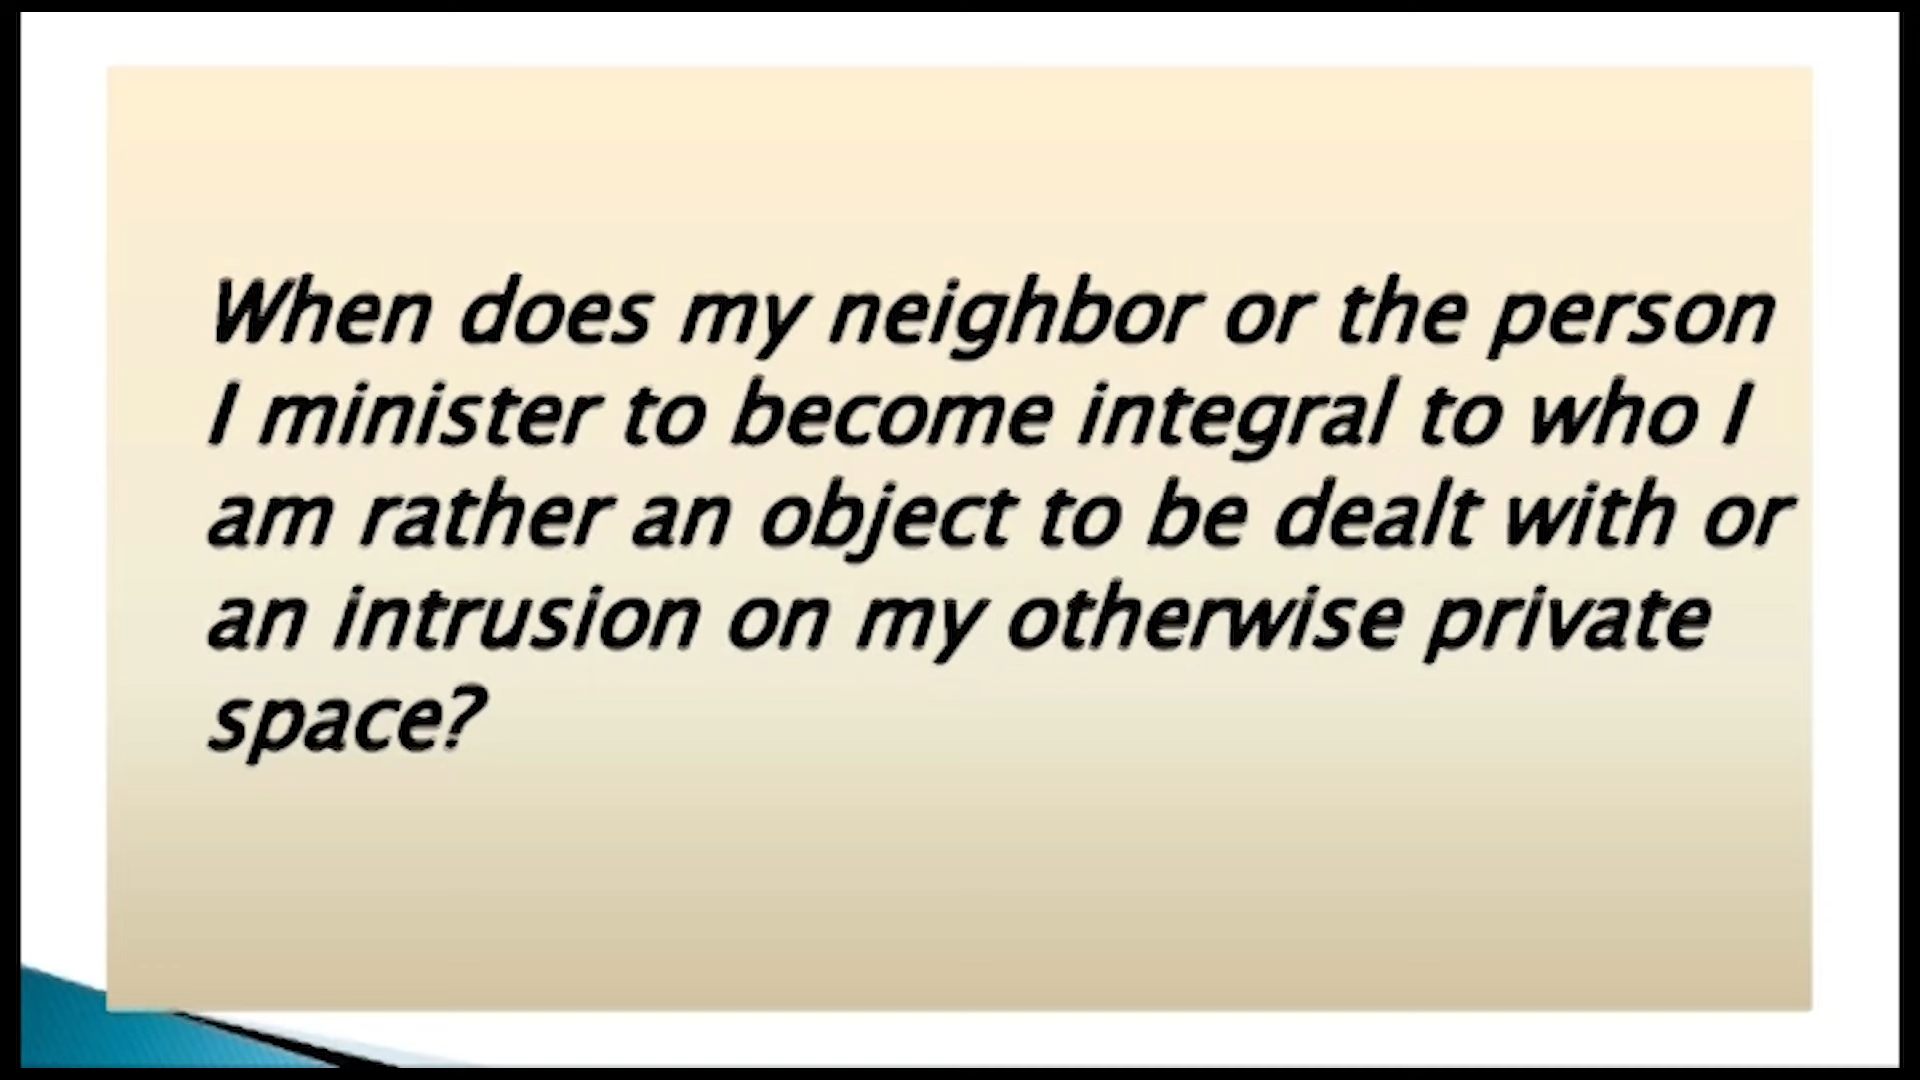 When does my neighbor or the person
I minister to become integral to who I
am rather an object to be dealt with or
an intrusion on my otherwise private
space?